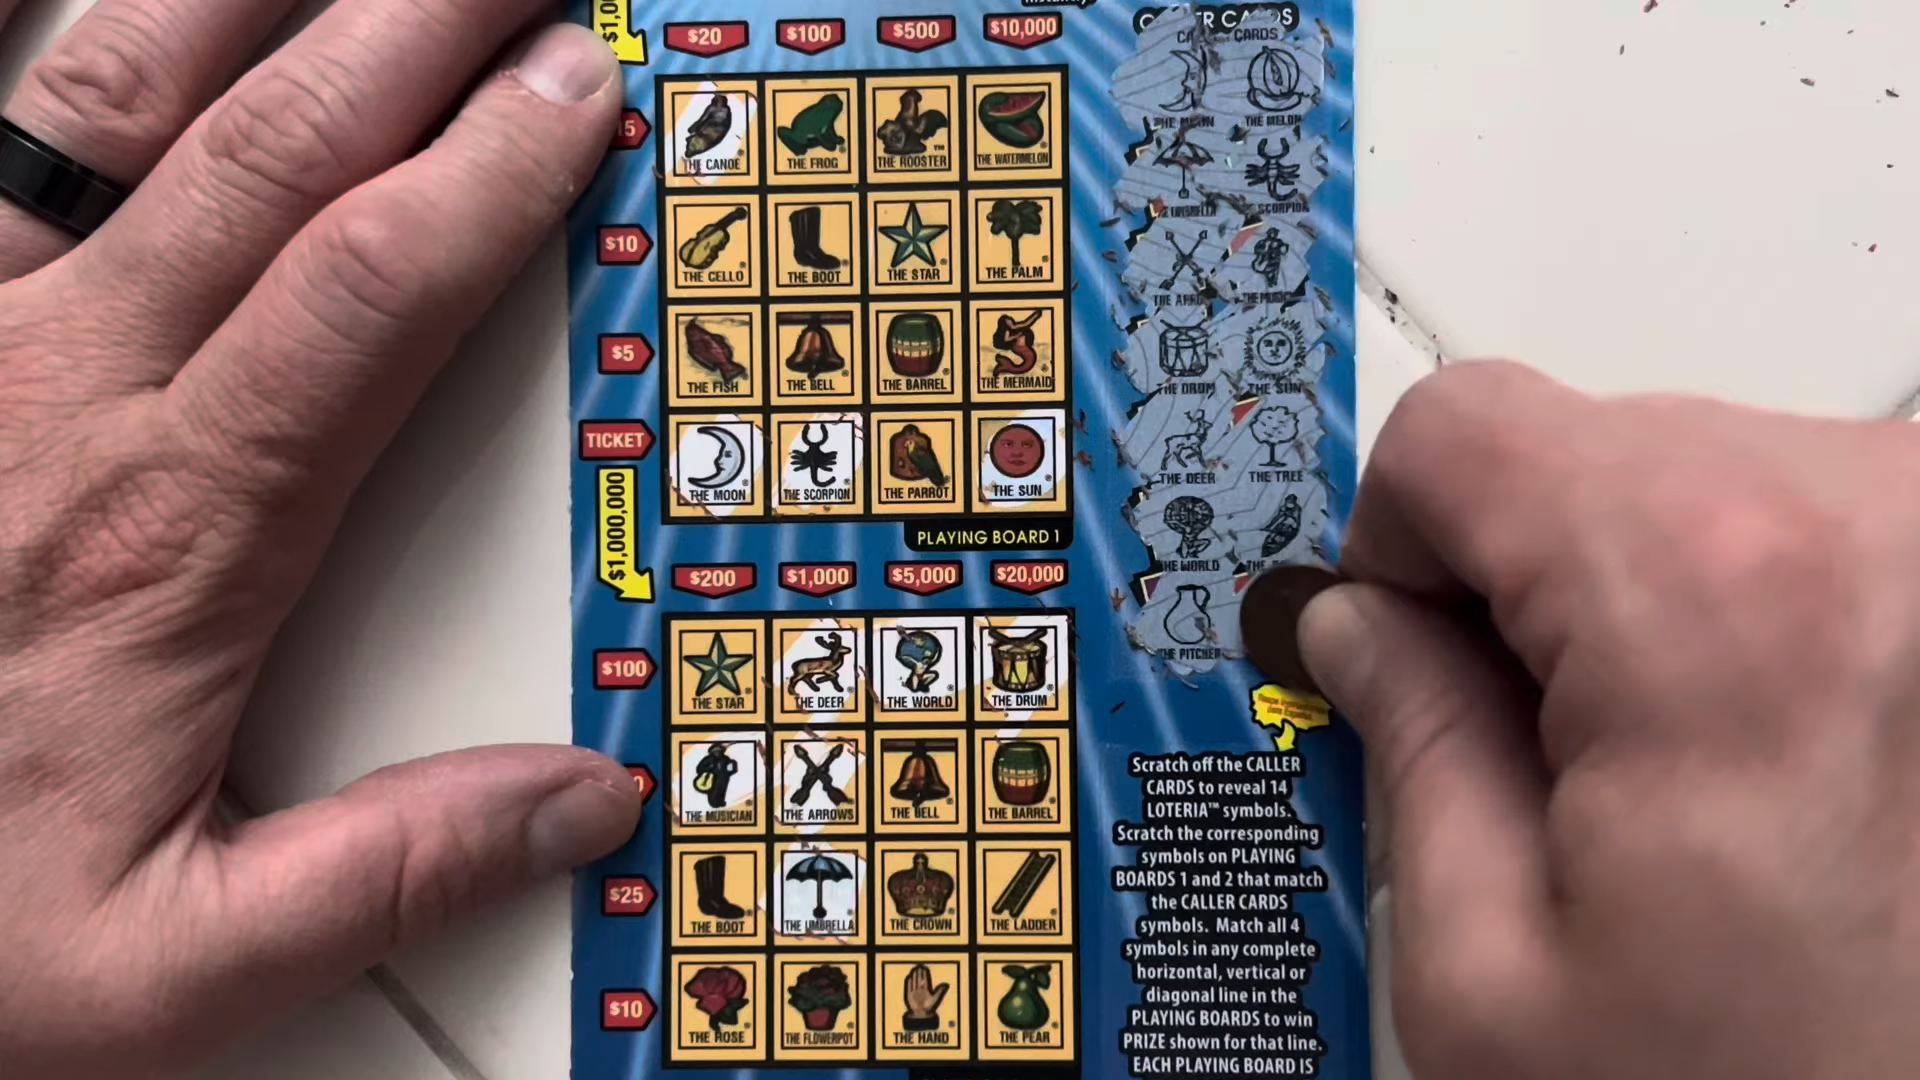 $20 $100 $500 $10,000
THE CANOE THE FROG THE ROOSTER™ THE WATERMELON
$10
THE CELLO THE BOOT THE STAR THE PALM
$5
THE FISH THE BELL THE BARREL THE MERMAID
TICKET
THE MOON THE SCORPION THE PARROT THE SUN
PLAYING BOARD 1
$1,000,000
$200 $1,000 $5,000 $20,000
$100
THE STAR THE DEER THE WORLD THE DRUM
THE MUSICIAN THE ARROWS THE BELL THE BARREL
$25
THE BOOT THE UMBRELLA THE CROWN THE LADDER
$10
THE ROSE THE FLOWERPOT THE HAND THE PEAR
CARDS
THE MOON THE MELON
THE UMBRELLA SCORPION
THE DRUM THE SUN
THE DEER THE TREE
THE WORLD THE
THE PITCHER
Scratch off the CALLER
CARDS to reveal 14
LOTERIA™ symbols.
Scratch the corresponding
symbols on PLAYING
BOARDS 1 and 2 that match
the CALLER CARDS
symbols. Match all 4
symbols in any complete
horizontal, vertical or
diagonal line in the
PLAYING BOARDS to win
PRIZE shown for that line.
EACH PLAYING BOARD IS